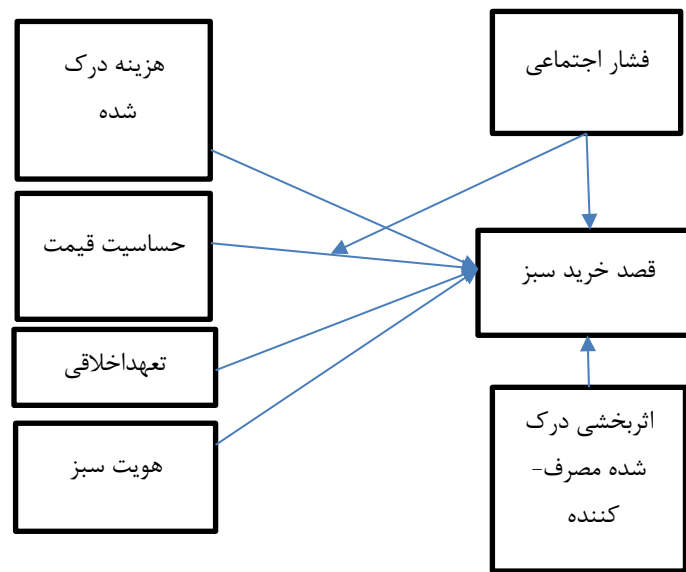 هزینه درک
شده
فشار اجتماعی
حساسیت قیمت
قصد خرید سبز
تعهداخلاقی
هویت سبز
اثربخشی درک
شده مصرف-
کننده